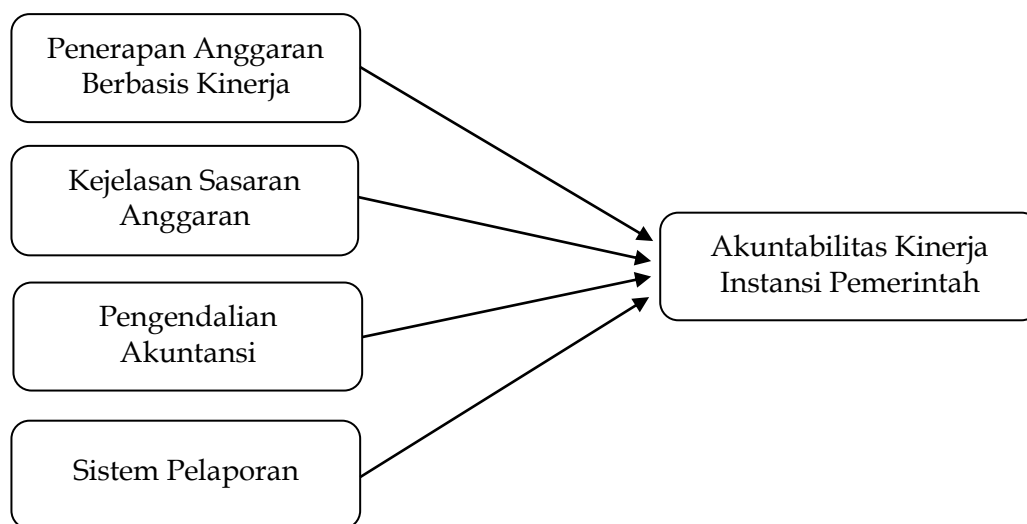 Penerapan Anggaran
Berbasis Kinerja
Kejelasan Sasaran
Anggaran
Akuntabilitas Kinerja
Instansi Pemerintah
Pengendalian
Akuntansi
Sistem Pelaporan